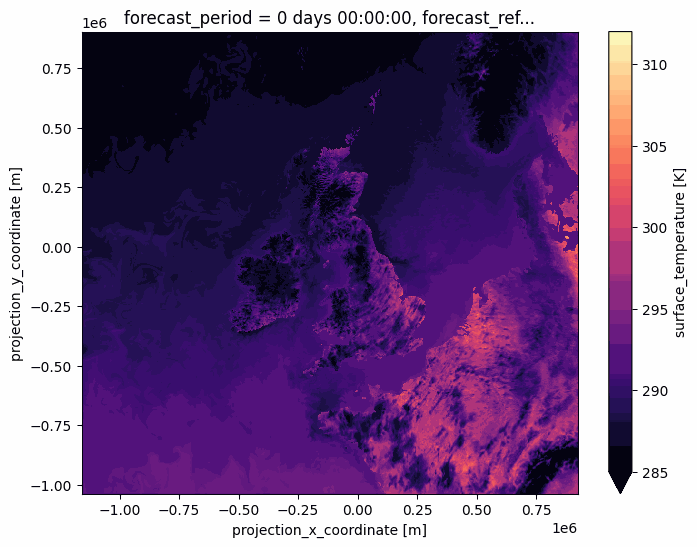 forecast_period = 0 days 00:00:00, forecast_ref...
1e6
0.75
0.50
0.25
0.00
−0.25
−0.50
−0.75
−1.00
projection_y_coordinate [m]
−1.00 −0.75 −0.50 −0.25 0.00 0.25 0.50 0.75
1e6
projection_x_coordinate [m]
310
305
300
295
290
285
surface_temperature [K]